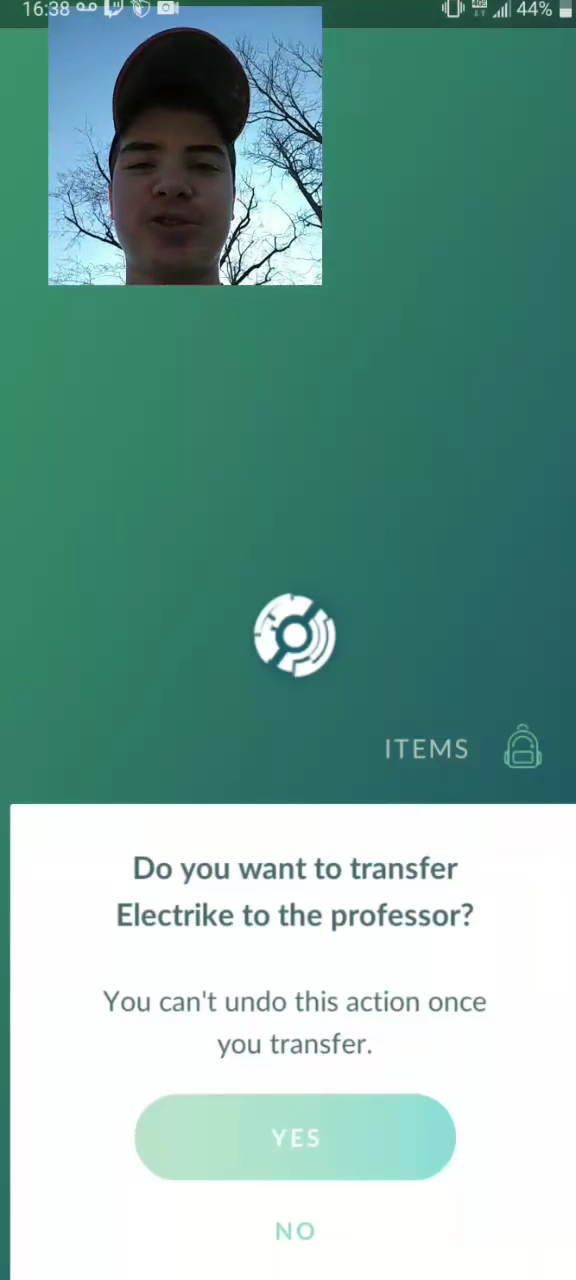 16:38 44%
ITEMS
Do you want to transfer
Electrike to the professor?
You can't undo this action once
you transfer.
YES
NO